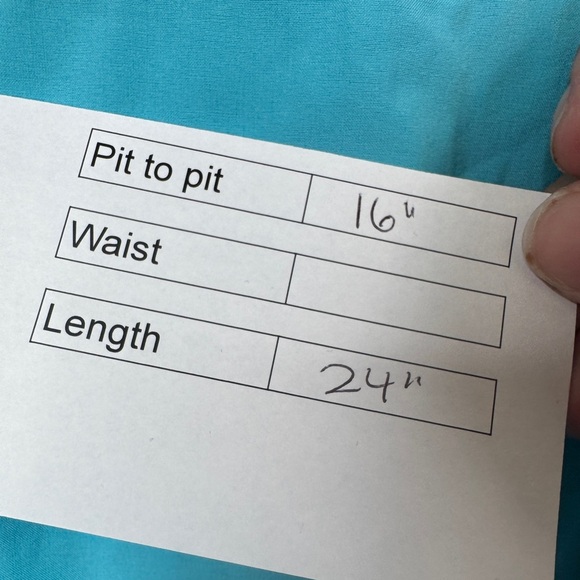 Pit to pit 16"
Waist
Length 24"